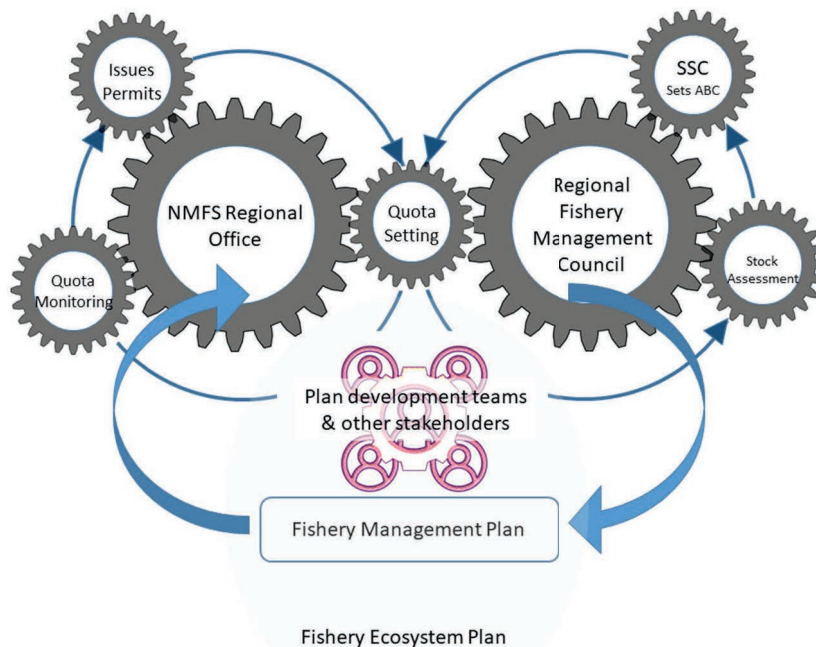 Issues
Permits
SSC
Sets ABC
NMFS Regional
Office
Quota
Setting
Regional
Fishery
Management
Council
Quota
Monitoring
Stock
Assessment
Plan development teams
& other stakeholders
Fishery Management Plan
Fishery Ecosystem Plan